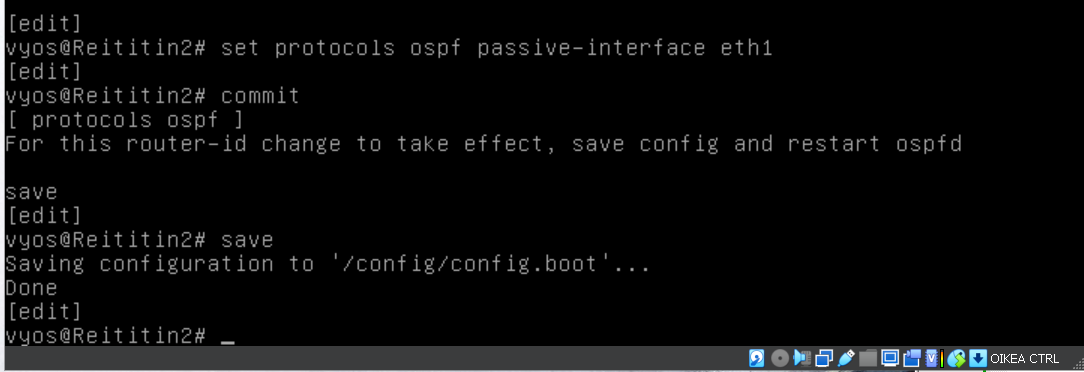 [edit]
vyos@Reititin2# set protocols ospf passive-interface eth1
[edit]
vyos@Reititin2# commit
[ protocols ospf ]
For this router-id change to take effect, save config and restart ospfd
save
[edit]
vyos@Reititin2# save
Saving configuration to '/config/config.boot'...
Done
[edit]
vyos@Reititin2# _
OIKEA CTRL